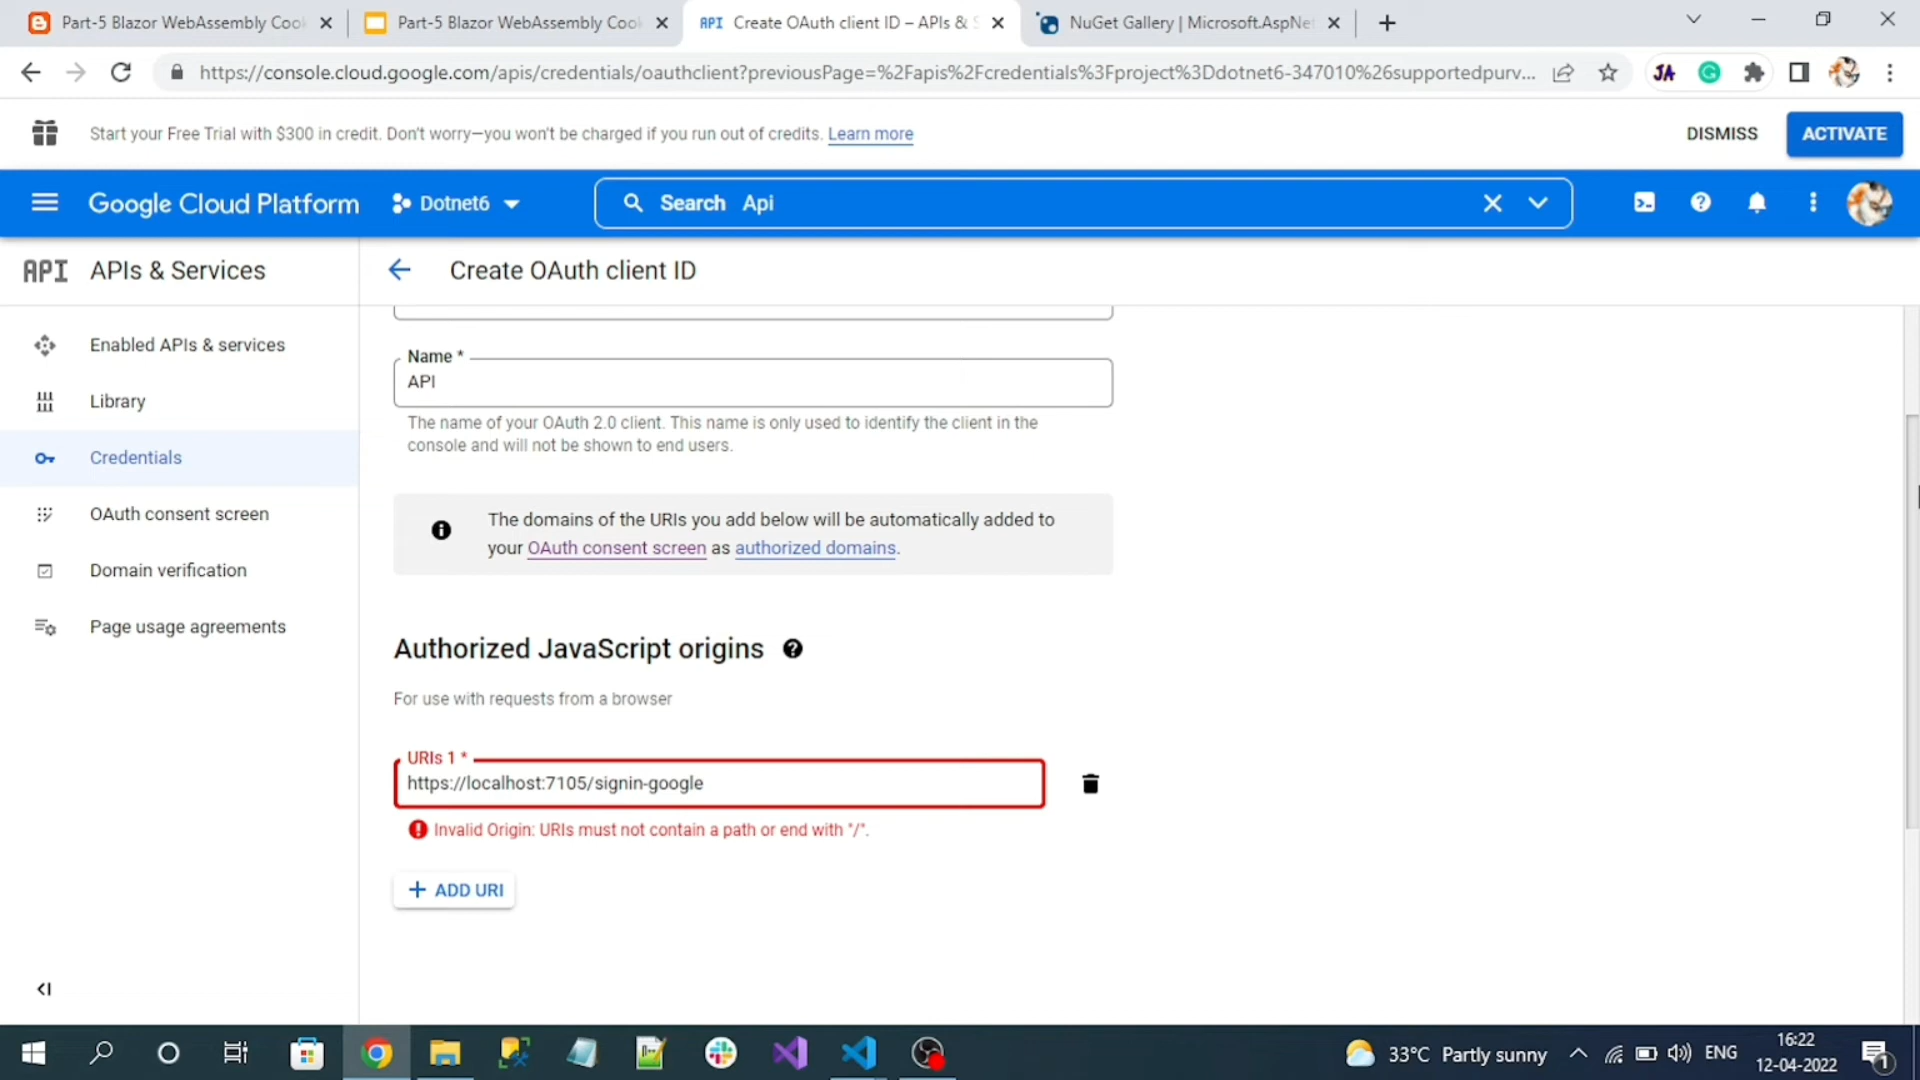 Part-5 Blazor WebAssembly Cook
Part-5 Blazor WebAssembly Cook
API Create OAuth client ID – APIs & S
NuGet Gallery | Microsoft.AspNet
https://console.cloud.google.com/apis/credentials/oauthclient?previousPage=%2Fapis%2Fcredentials%3Fproject%3Ddotnet6-347010%26supportedpurv...
JA
Start your Free Trial with $300 in credit. Don't worry—you won't be charged if you run out of credits. Learn more
DISMISS
ACTIVATE
Google Cloud Platform
Dotnet6
Search Api
API APIs & Services
Create OAuth client ID
Enabled APIs & services
Library
Credentials
OAuth consent screen
Domain verification
Page usage agreements
Name *
API
The name of your OAuth 2.0 client. This name is only used to identify the client in the
console and will not be shown to end users.
The domains of the URIs you add below will be automatically added to
your OAuth consent screen as authorized domains.
Authorized JavaScript origins
For use with requests from a browser
URIs 1 *
https://localhost:7105/signin-google
Invalid Origin: URIs must not contain a path or end with "/".
+ ADD URI
33°C Partly sunny
ENG
16:22
12-04-2022
1